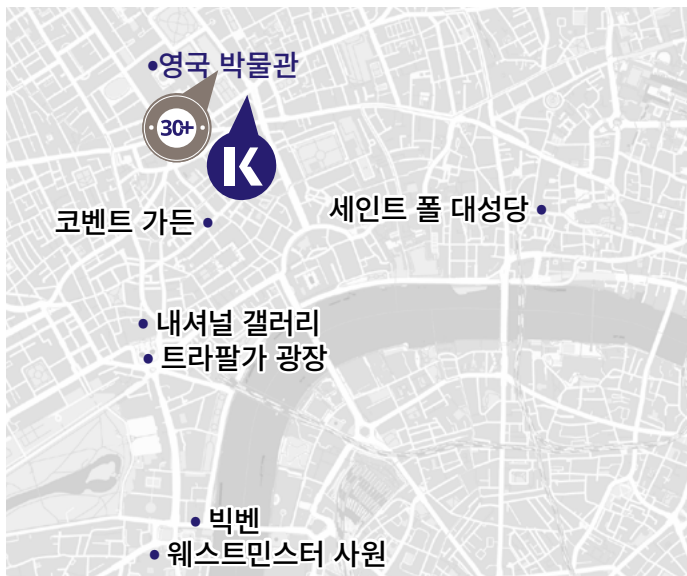 영국 박물관
30+
K
코벤트 가든
세인트 폴 대성당
내셔널 갤러리
트라팔가 광장
빅벤
웨스트민스터 사원